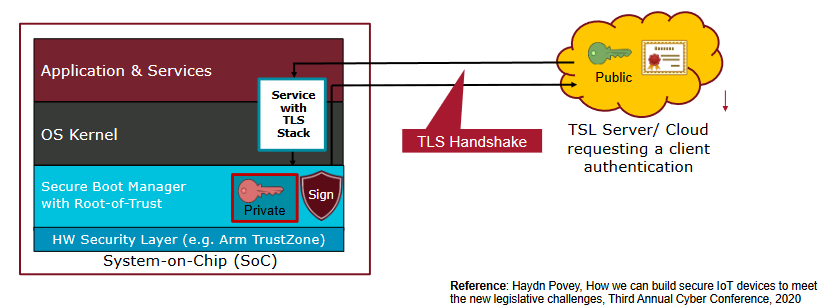 Application & Services
Service
with
TLS
Stack
OS Kernel
Secure Boot Manager
with Root-of-Trust
Private
Sign
HW Security Layer (e.g. Arm TrustZone)
System-on-Chip (SoC)
TLS Handshake
Public
TSL Server/ Cloud
requesting a client
authentication
Reference: Haydn Povey, How we can build secure IoT devices to meet
the new legislative challenges, Third Annual Cyber Conference, 2020